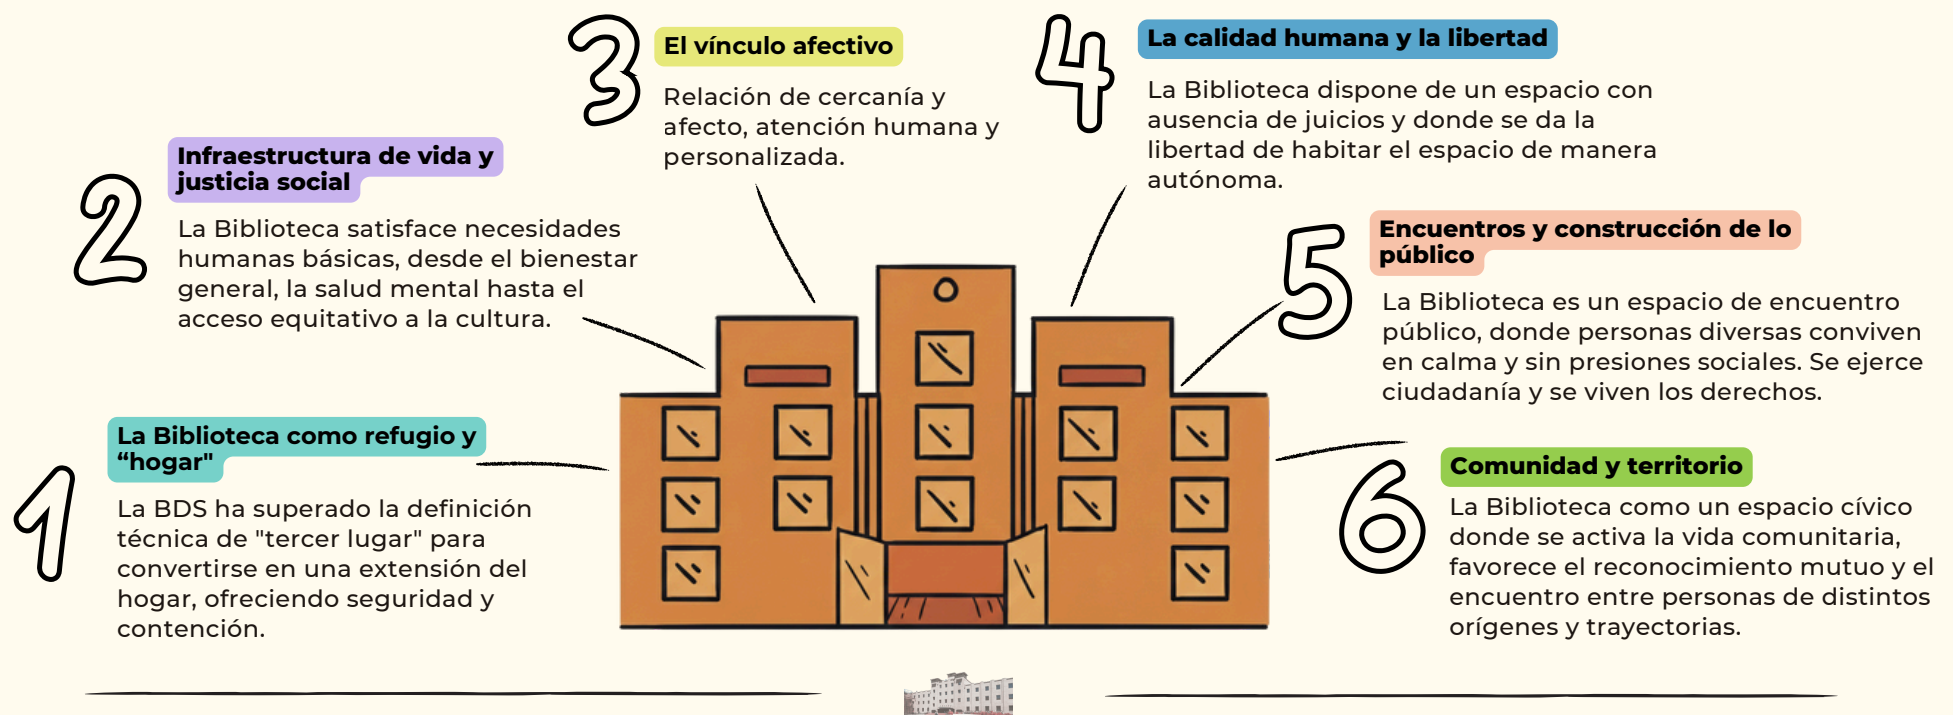 1
La Biblioteca como refugio y
“hogar"
La BDS ha superado la definición
técnica de "tercer lugar" para
convertirse en una extensión del
hogar, ofreciendo seguridad y
contención.
2
Infraestructura de vida y
justicia social
La Biblioteca satisface necesidades
humanas básicas, desde el bienestar
general, la salud mental hasta el
acceso equitativo a la cultura.
3
El vínculo afectivo
Relación de cercanía y
afecto, atención humana y
personalizada.
4
La calidad humana y la libertad
La Biblioteca dispone de un espacio con
ausencia de juicios y donde se da la
libertad de habitar el espacio de manera
autónoma.
5
Encuentros y construcción de lo
público
La Biblioteca es un espacio de encuentro
público, donde personas diversas conviven
en calma y sin presiones sociales. Se ejerce
ciudadanía y se viven los derechos.
6
Comunidad y territorio
La Biblioteca como un espacio cívico
donde se activa la vida comunitaria,
favorece el reconocimiento mutuo y el
encuentro entre personas de distintos
orígenes y trayectorias.